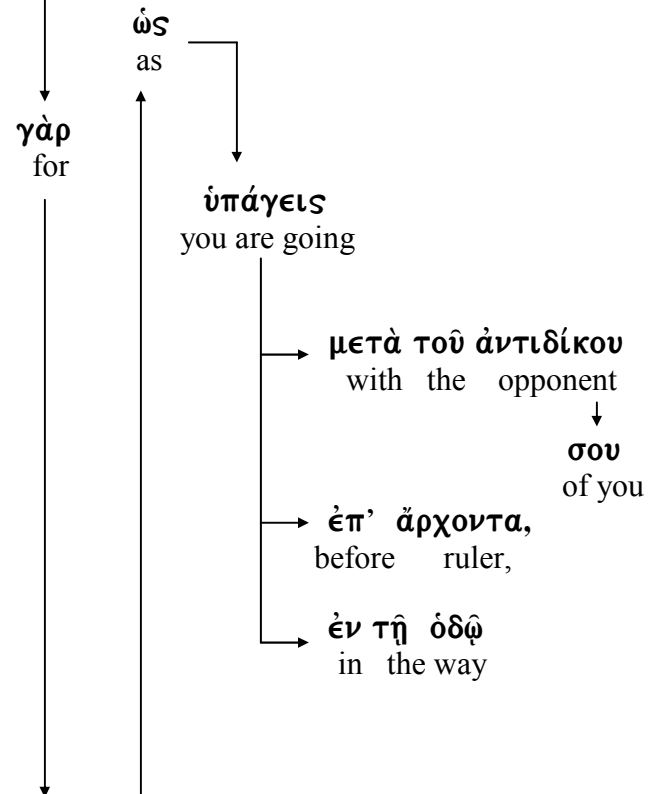 ὡς
as
γὰρ
for
ὑπάγεις
you are going
μετὰ τοῦ ἀντιδίκου
with the opponent
σου
of you
ἐπ’ ἄρχοντα,
before ruler,
ἐν τῇ ὁδῷ
in the way